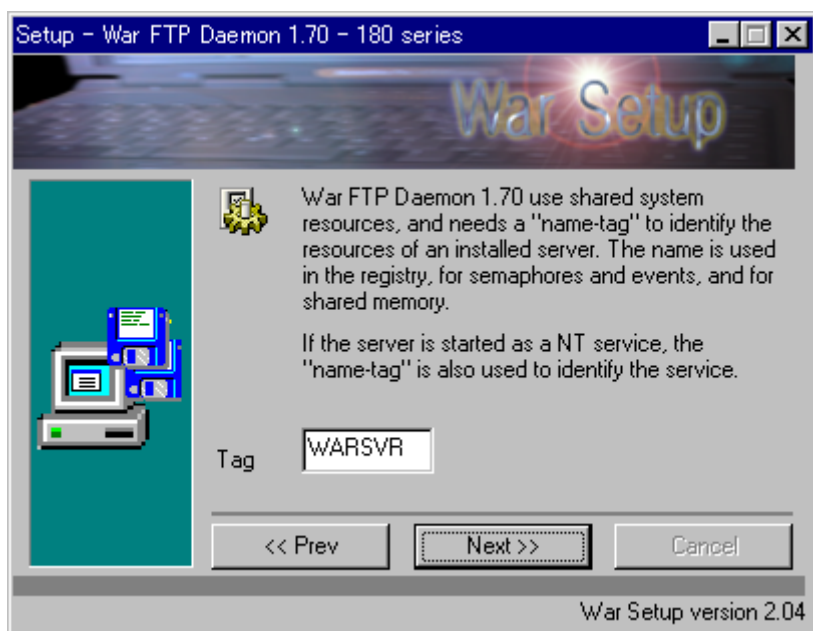 Setup - War FTP Daemon 1.70 - 180 series
War Setup
War FTP Daemon 1.70 use shared system
resources, and needs a "name-tag" to identify the
resources of an installed server. The name is used
in the registry, for semaphores and events, and for
shared memory.
If the server is started as a NT service, the
"name-tag" is also used to identify the service.
Tag WARSVR
<< Prev Next >> Cancel
War Setup version 2.04